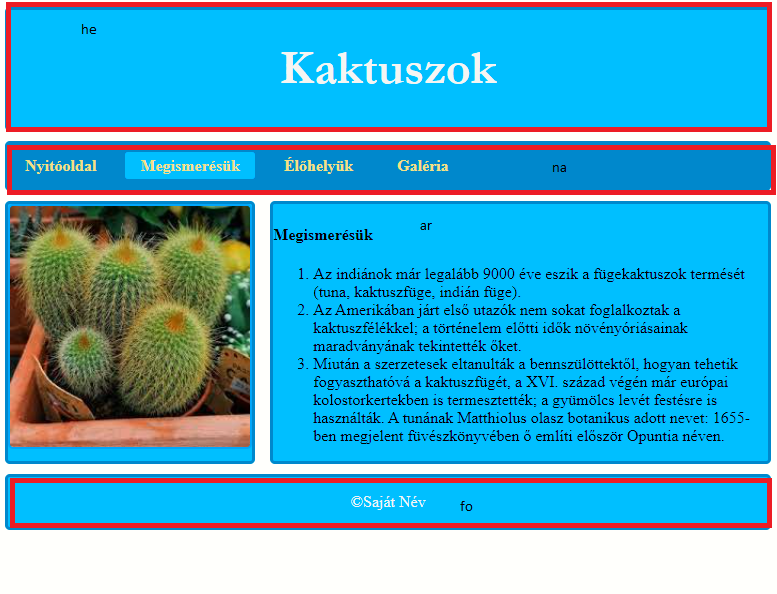 he
Kaktuszok
Nyitóoldal Megismerésük Élőhelyük Galéria na
ar
Megismerésük
1. Az indiánok már legalább 9000 éve eszik a fügekaktuszok termését
(tuna, kaktuszfüge, indián füge).
2. Az Amerikában járt első utazók nem sokat foglalkoztak a
kaktuszfélékkel; a történelem előtti idők növényóriásainak
maradványának tekintették őket.
3. Miután a szerzetesek eltanulták a bennszülöttektől, hogyan tehetik
fogyaszthatóvá a kaktuszfügét, a XVI. század végén már európai
kolostorkertekben is termesztették; a gyümölcs levét festésre is
használták. A tunának Matthiolus olasz botanikus adott nevet: 1655-
ben megjelent füvészkönyvében ő említi először Opuntia néven.
©Saját Név fo